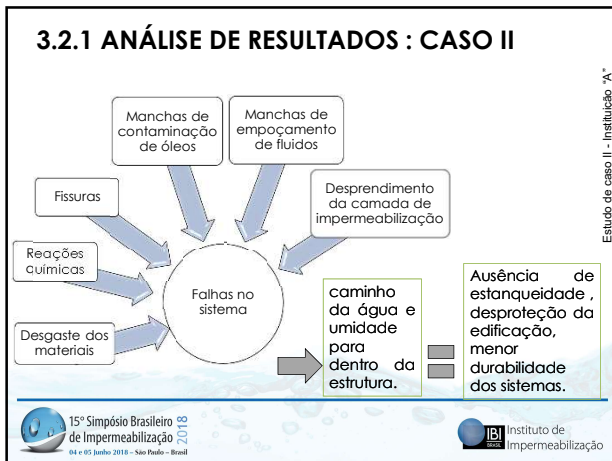 3.2.1 ANÁLISE DE RESULTADOS : CASO II
Estudo de caso II - Instituição "A"
Manchas de
contaminação
de óleos
Manchas de
empoçamento
de fluidos
Fissuras
Desprendimento
da camada de
impermeabilização
Reações
químicas
Desgaste dos
materiais
Falhas no
sistema
caminho
da água e
umidade
para
dentro da
estrutura.
Ausência de
estanqueidade ,
desproteção da
edificação,
menor
durabilidade
dos sistemas.
15º Simpósio Brasileiro
de Impermeabilização
2018
04 e 05 Junho 2018 – São Paulo – Brasil
IBI
BRASIL
Instituto de
Impermeabilização